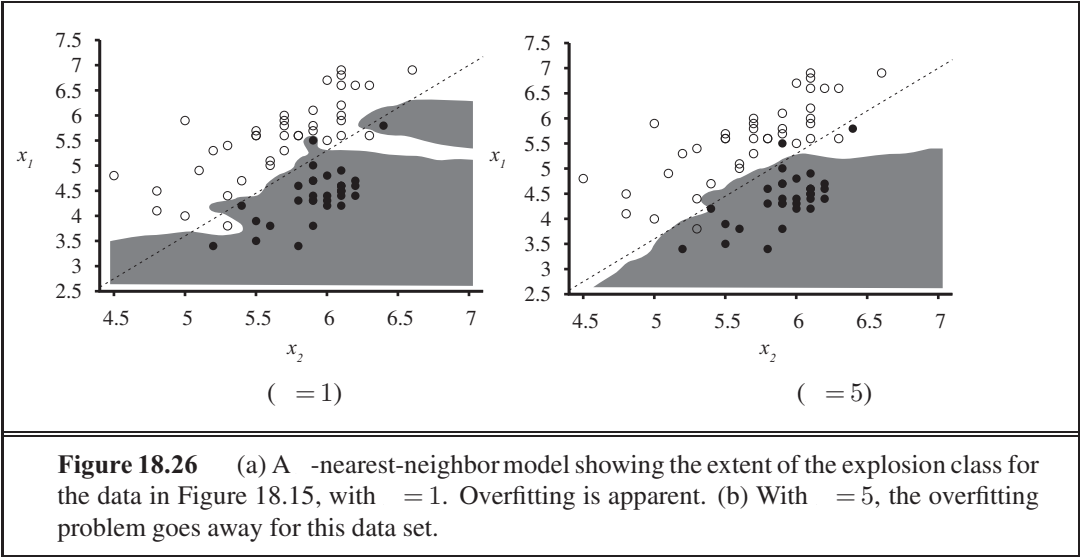 7.5
7
6.5
6
5.5
5
4.5
4
3.5
3
2.5
x1
4.5 5 5.5 6 6.5 7
x2
( = 1)
7.5
7
6.5
6
5.5
5
4.5
4
3.5
3
2.5
x1
4.5 5 5.5 6 6.5 7
x2
( = 5)
Figure 18.26 (a) A -nearest-neighbor model showing the extent of the explosion class for
the data in Figure 18.15, with = 1. Overfitting is apparent. (b) With = 5, the overfitting
problem goes away for this data set.